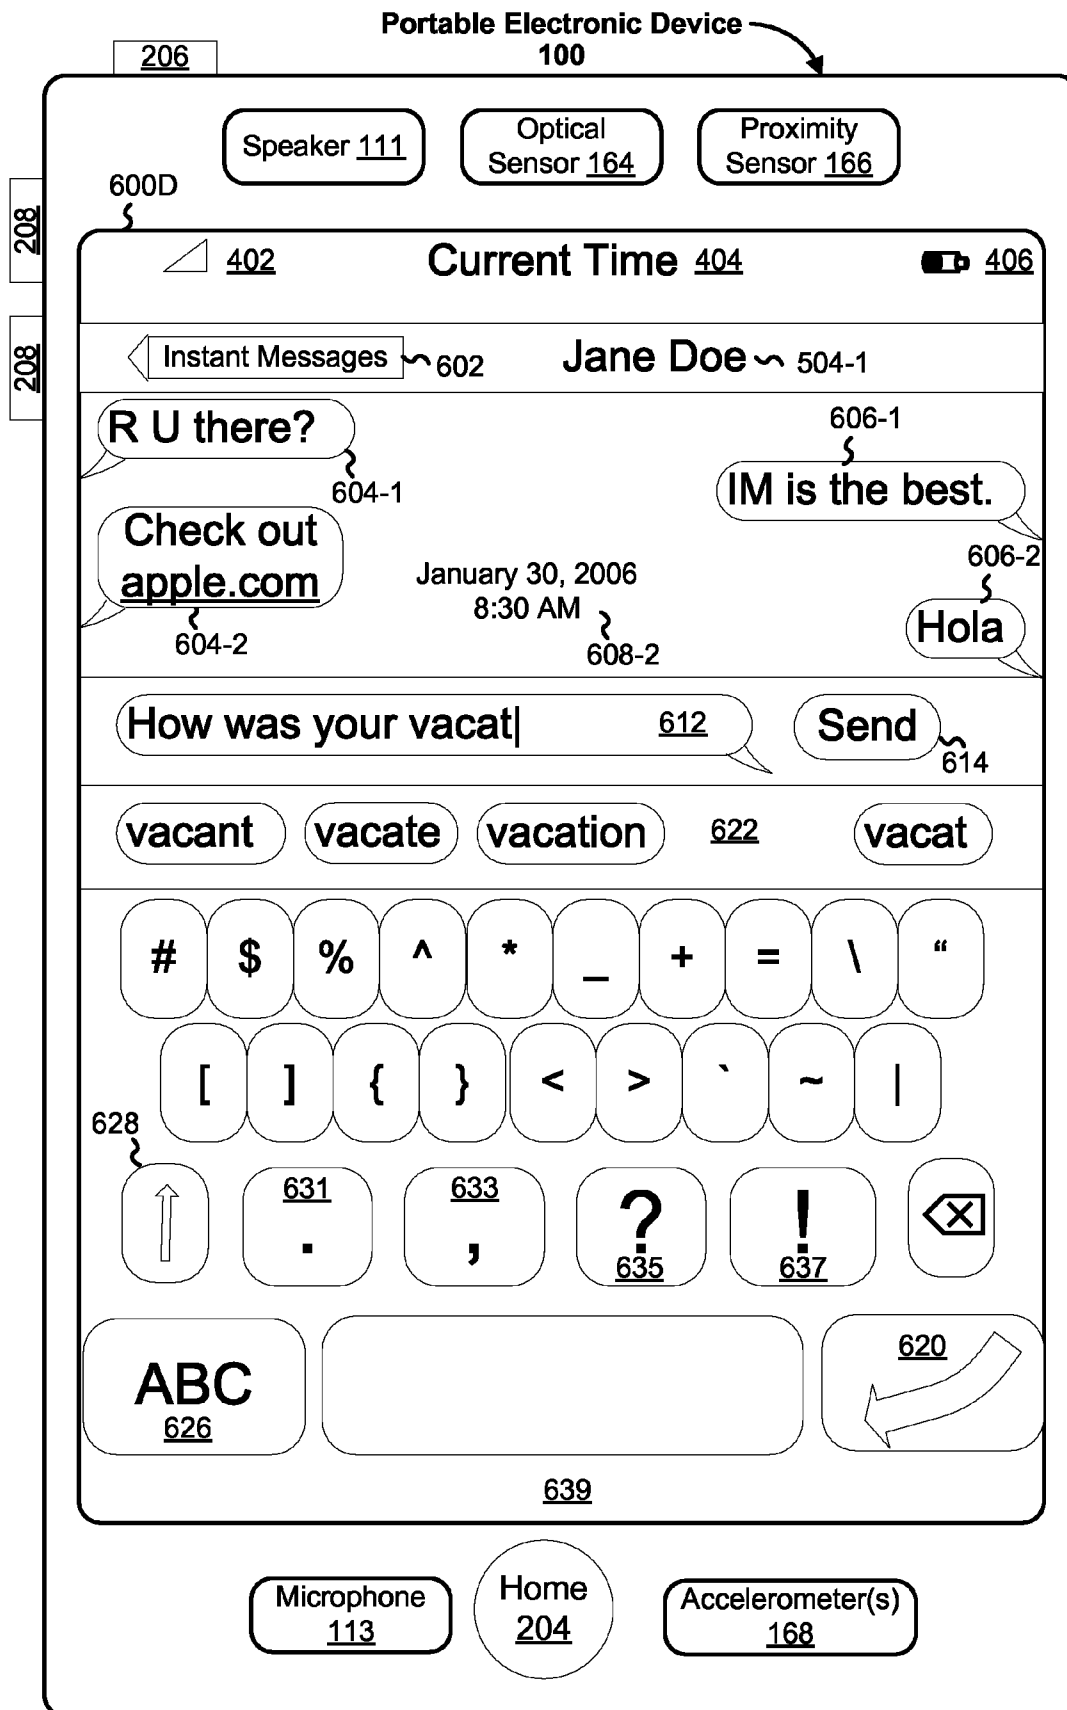 Portable Electronic Device
100
206
Speaker 111
Optical
Sensor 164
Proximity
Sensor 166
600D
208
402
Current Time 404
406
208
Instant Messages
602
Jane Doe
504-1
R U there?
604-1
606-1
IM is the best.
Check out
apple.com
604-2
January 30, 2006
8:30 AM
608-2
606-2
Hola
How was your vacat
612
Send
614
vacant
vacate
vacation
622
vacat
# $ % ^ * _ + = \ “
[ ] { } < > ` ~ |
628
631
.
633
,
?
635
!
637
ABC
626
620
639
Microphone
113
Home
204
Accelerometer(s)
168